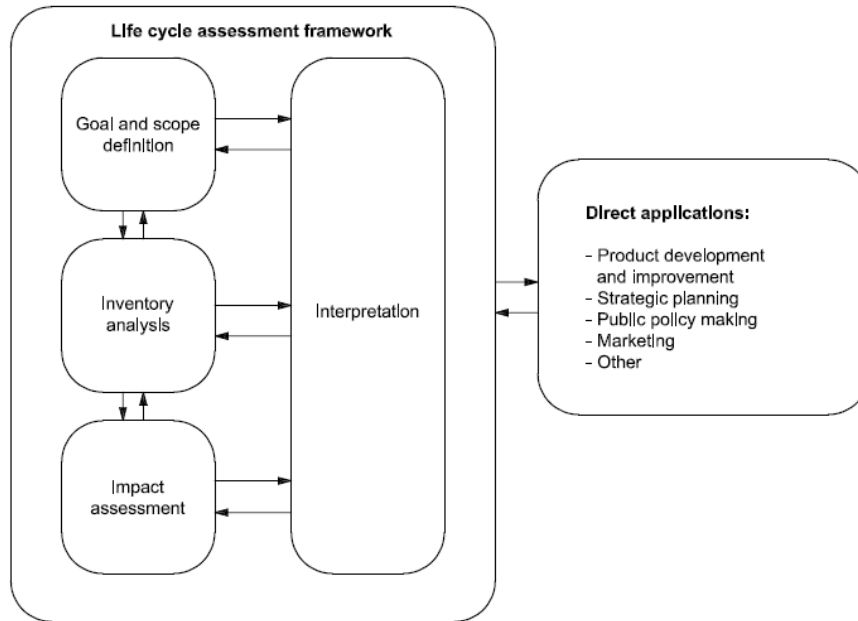 Life cycle assessment framework
Goal and scope
definition
Inventory
analysis
Impact
assessment
Interpretation
Direct applications:
- Product development
and improvement
- Strategic planning
- Public policy making
- Marketing
- Other